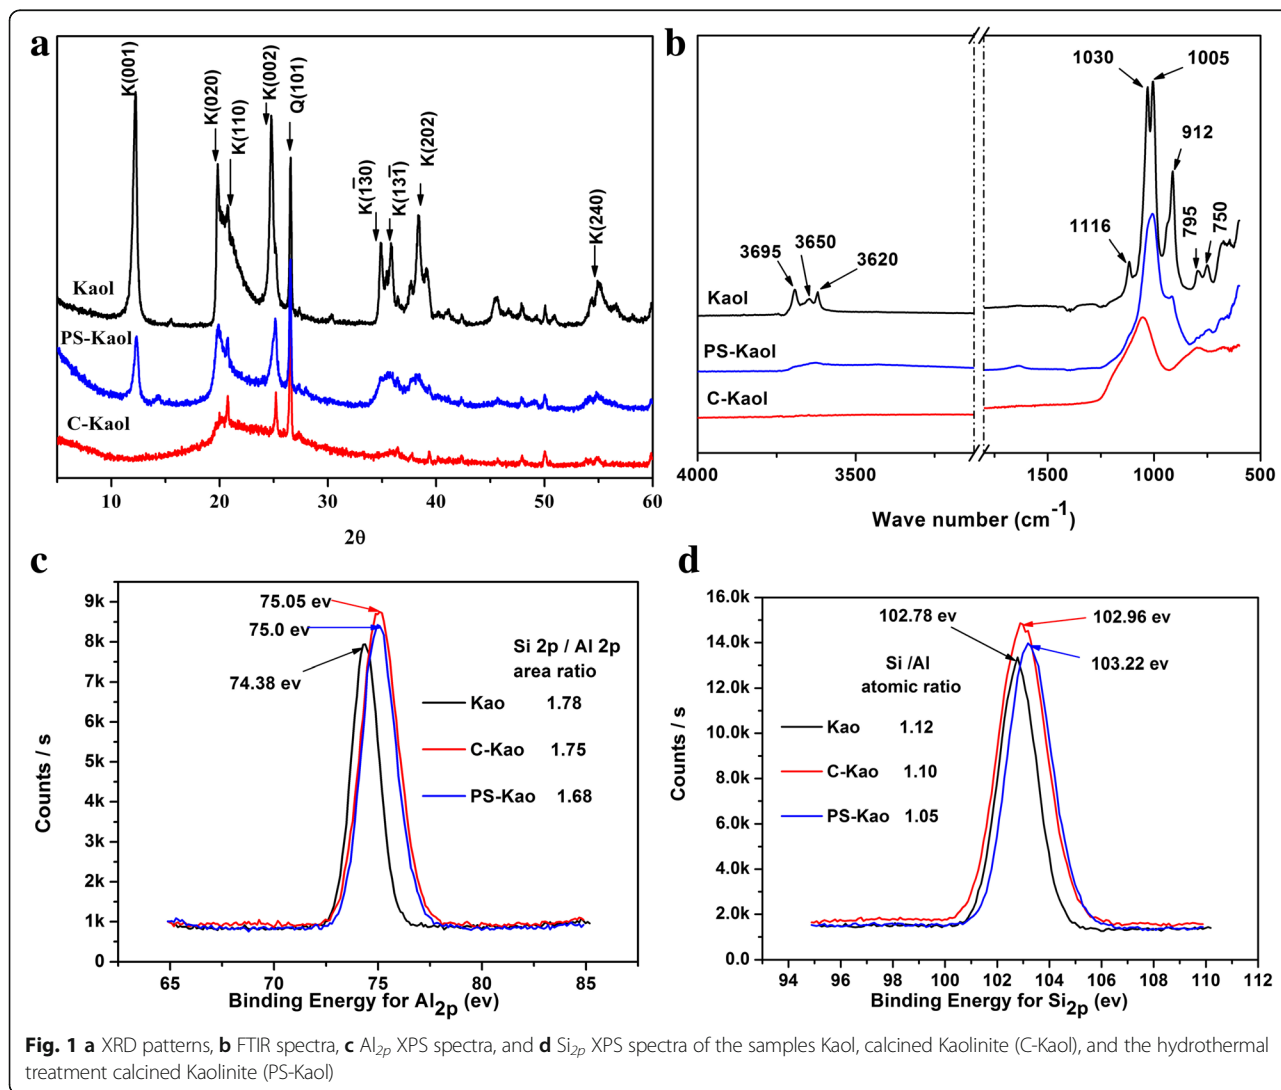 a
K(001)
K(020)
K(110)
K(002)
Q(101)
K(1̅30)
K(13̅1̅)
K(202)
K(240)
Kaol
PS-Kaol
C-Kaol
10 20 30 40 50 60
2θ
b
1030 1005
912
1116
795
750
3695
3650
3620
Kaol
PS-Kaol
C-Kaol
4000 3500 1500 1000 500
Wave number (cm-1)
c
9k
8k
7k
6k
5k
4k
3k
2k
1k
0
Counts / s
75.05 ev
75.0 ev
74.38 ev
Si 2p / Al 2p
area ratio
Kao 1.78
C-Kao 1.75
PS-Kao 1.68
65 70 75 80 85
Binding Energy for Al2p (ev)
d
16.0k
14.0k
12.0k
10.0k
8.0k
6.0k
4.0k
2.0k
0.0
Counts / s
102.78 ev
102.96 ev
103.22 ev
Si /Al
atomic ratio
Kao 1.12
C-Kao 1.10
PS-Kao 1.05
94 96 98 100 102 104 106 108 110 112
Binding Energy for Si2p (ev)
Fig. 1 a XRD patterns, b FTIR spectra, c Al2p XPS spectra, and d Si2p XPS spectra of the samples Kaol, calcined Kaolinite (C-Kaol), and the hydrothermal
treatment calcined Kaolinite (PS-Kaol)